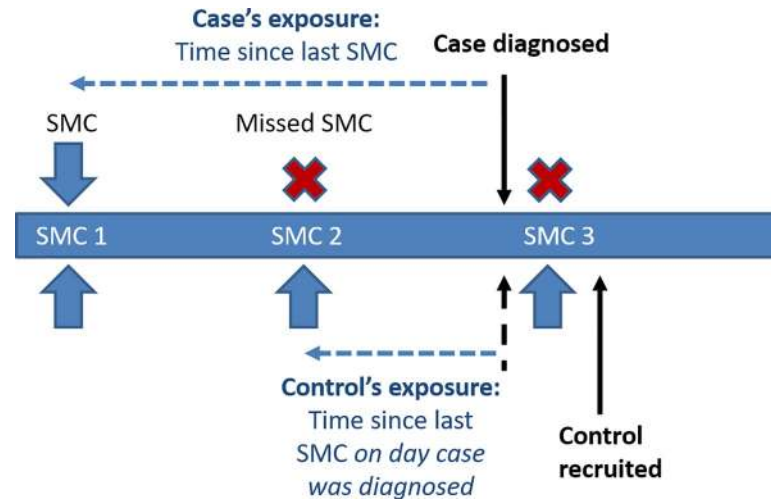 Case's exposure:
Time since last SMC
Case diagnosed
SMC
Missed SMC
SMC 1
SMC 2
SMC 3
Control's exposure:
Time since last
SMC on day case
was diagnosed
Control
recruited